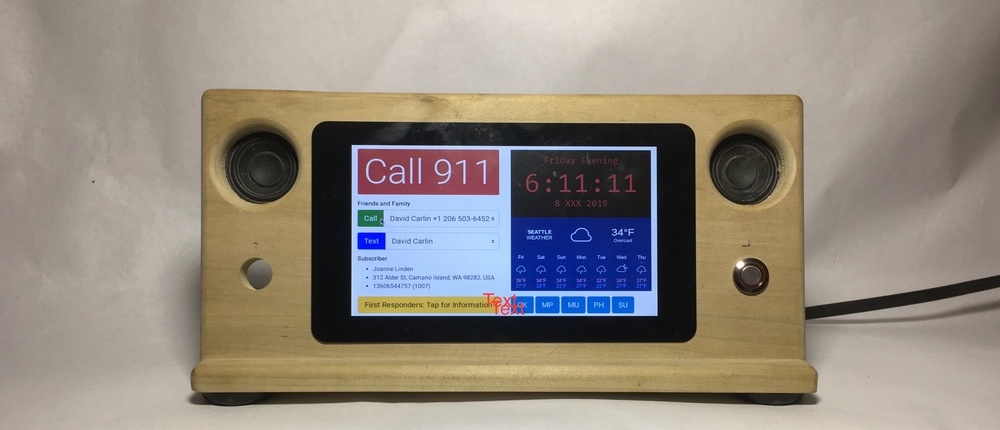 Call 911
Friends and Family
Call David Carlin +1 206 503-6452
Text David Carlin
Subscriber
Joanne Linden
312 Alder St, Camano Island, WA 98282, USA
13606544757 (1007)
First Responders: Tap for Information
Text
Text
Friday Evening
6:11:11
8 XXX 2019
SEATTLE
WEATHER
34°F
Overcast
Fri Sat Sun Mon Tue Wed Thu
MP MU PH SU